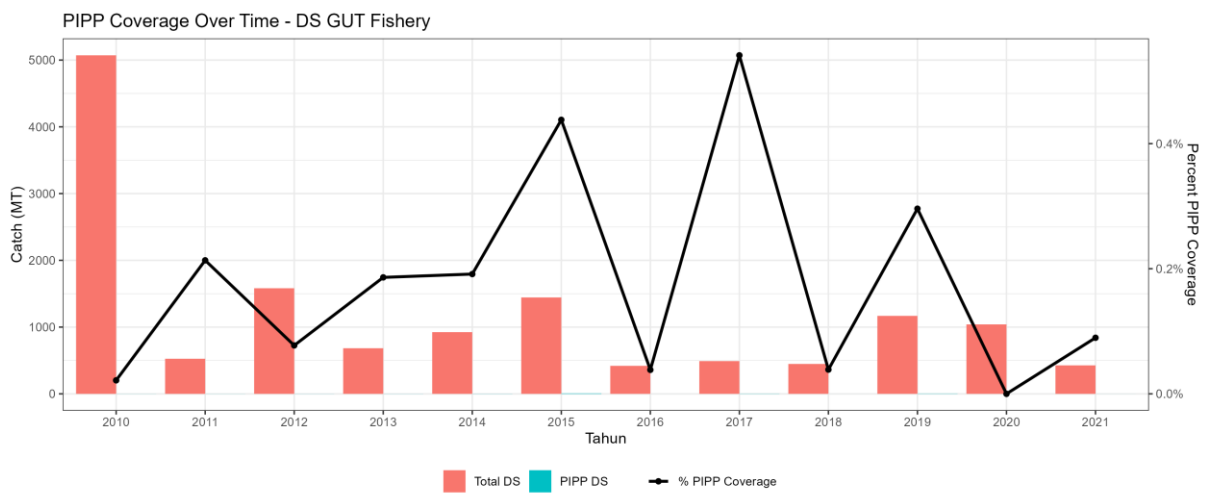 PIPP Coverage Over Time - DS GUT Fishery
Catch (MT)
5000
4000
3000
2000
1000
0
0.4%
0.2%
0.0%
Percent PIPP Coverage
2010 2011 2012 2013 2014 2015 2016 2017 2018 2019 2020 2021
Tahun
Total DS PIPP DS % PIPP Coverage